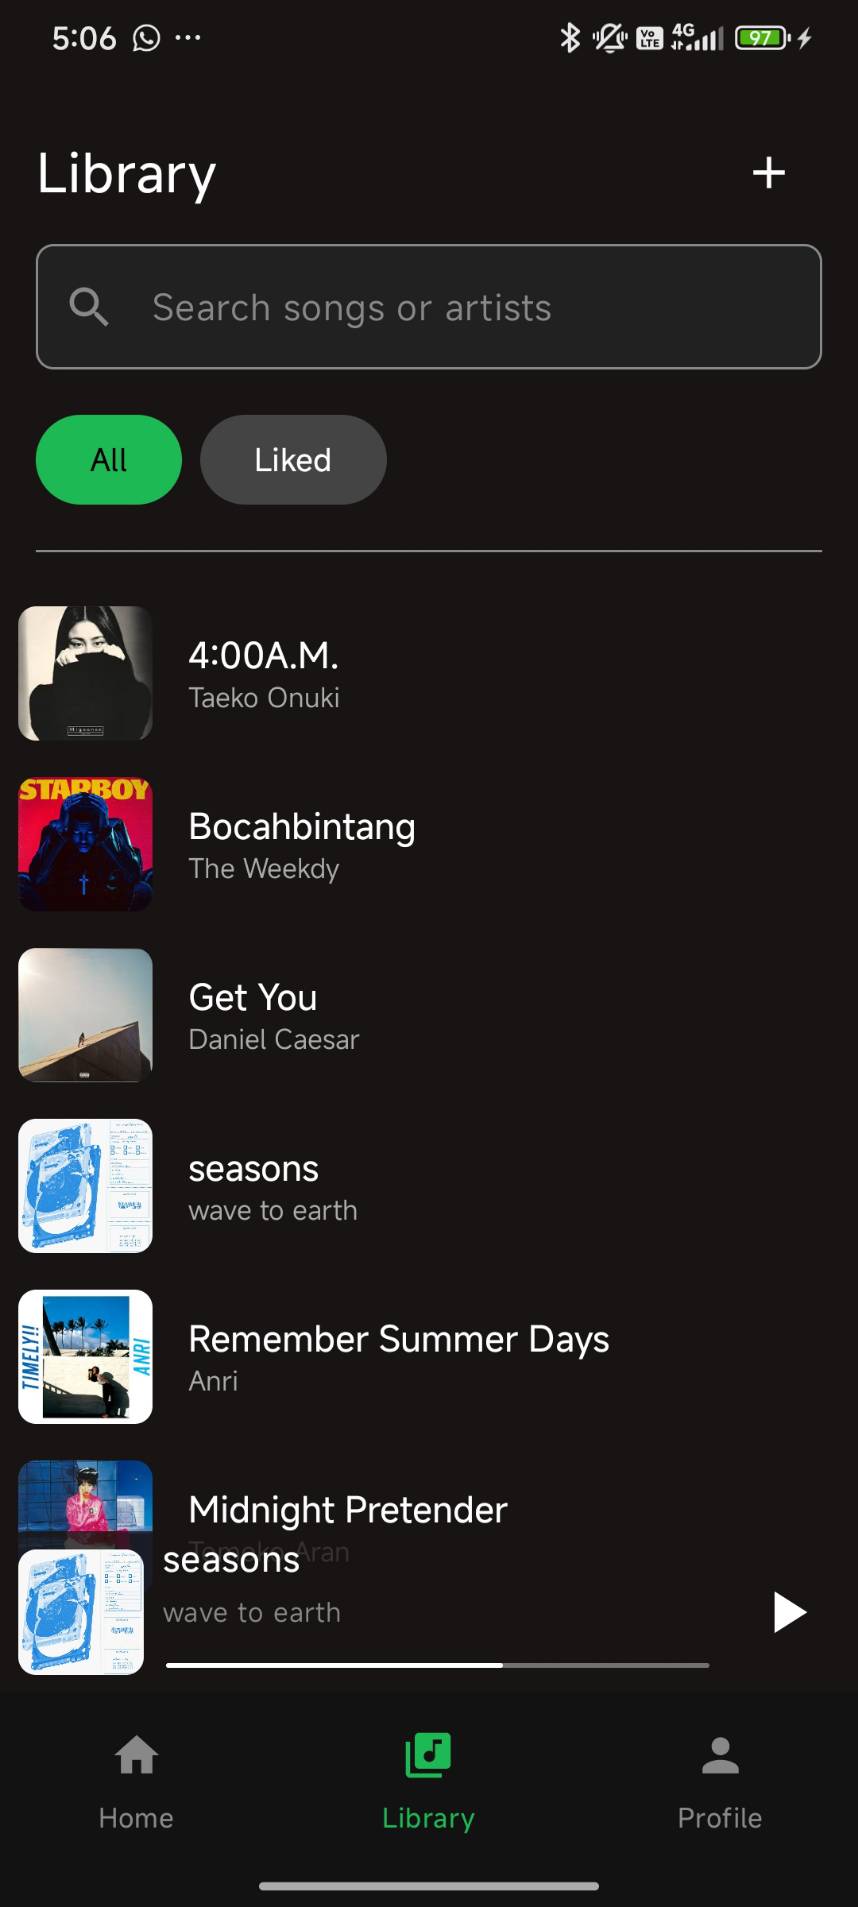 5:06
Vo LTE
4G
97
Library
Search songs or artists
All
Liked
4:00A.M.
Taeko Onuki
STARBOY
Bocahbintang
The Weekdy
Get You
Daniel Caesar
seasons
wave to earth
TIMELY!!
ANRI
Remember Summer Days
Anri
Midnight Pretender
Tomoko Aran
seasons
wave to earth
Home
Library
Profile